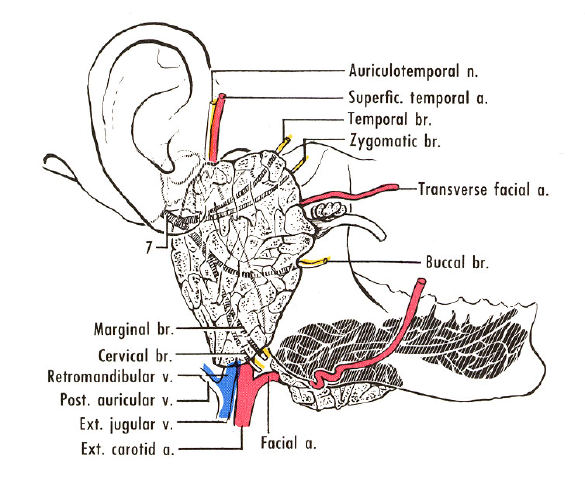 Auriculotemporal n.
Superfic. temporal a.
Temporal br.
Zygomatic br.
Transverse facial a.
7
Buccal br.
Marginal br.
Cervical br.
Retromandibular v.
Post. auricular v.
Ext. jugular v.
Ext. carotid a.
Facial a.